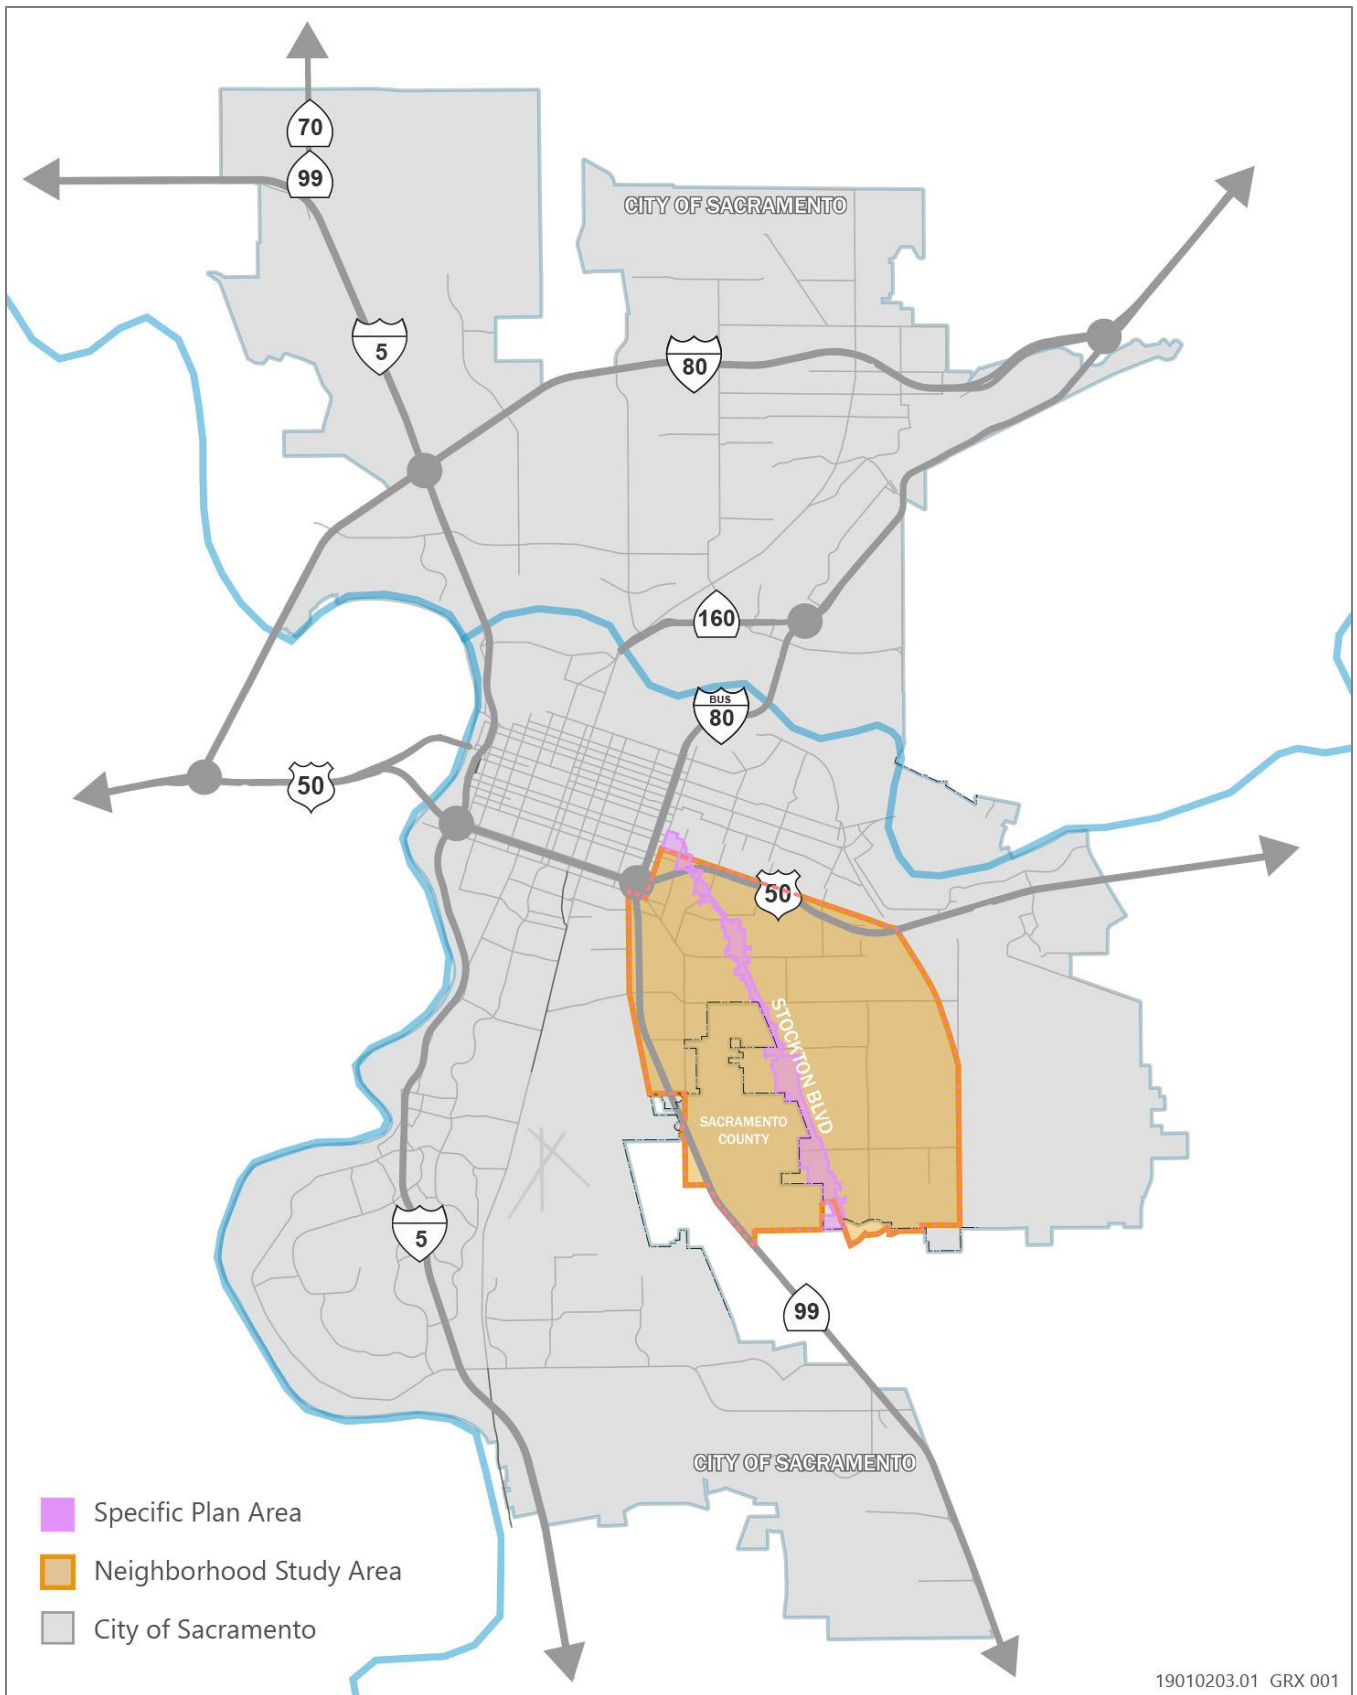 70
99
CITY OF SACRAMENTO
5
80
160
BUS
80
50
50
STOCKTON BLVD
SACRAMENTO
COUNTY
5
99
CITY OF SACRAMENTO
Specific Plan Area
Neighborhood Study Area
City of Sacramento
19010203.01 GRX 001